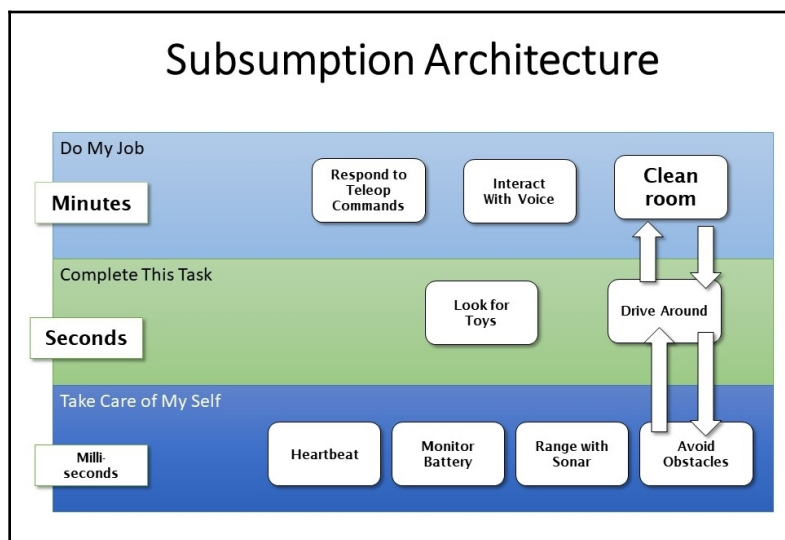 Subsumption Architecture
Do My Job
Minutes
Respond to
Teleop
Commands
Interact
With Voice
Clean
room
Complete This Task
Seconds
Look for
Toys
Drive Around
Take Care of My Self
Milli-
seconds
Heartbeat
Monitor
Battery
Range with
Sonar
Avoid
Obstacles